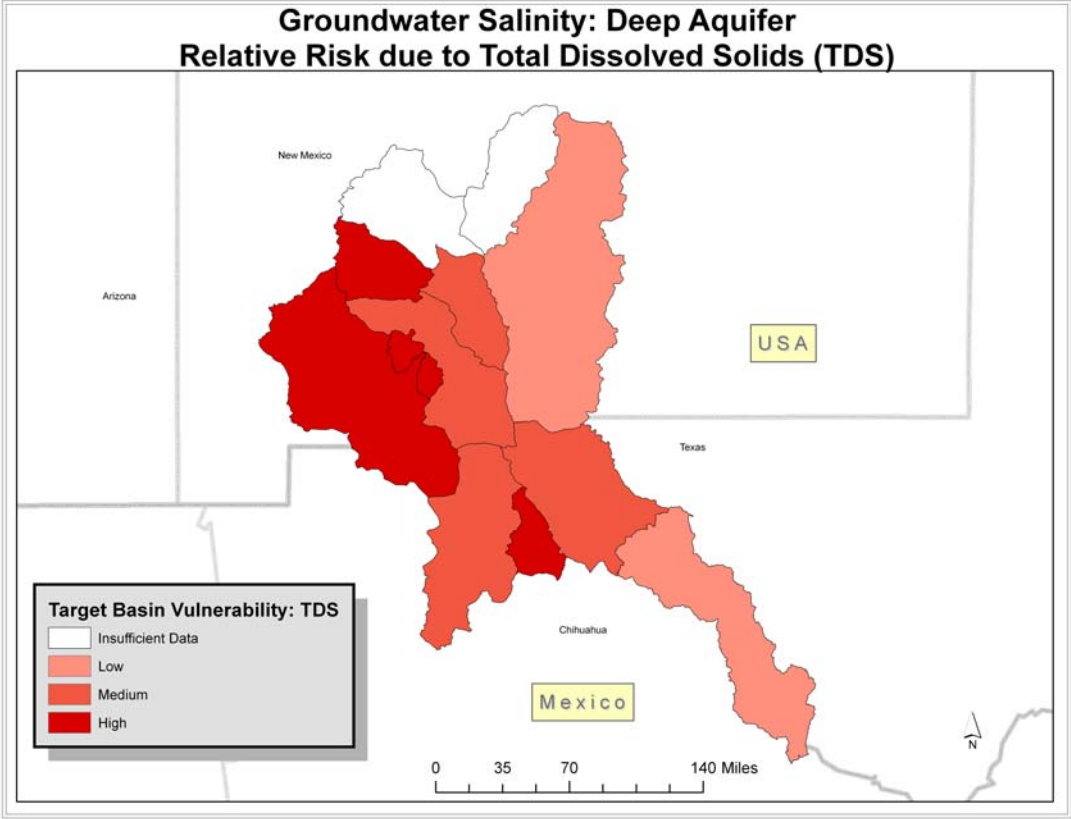 Groundwater Salinity: Deep Aquifer
Relative Risk due to Total Dissolved Solids (TDS)
New Mexico
Arizona
USA
Texas
Target Basin Vulnerability: TDS
Insufficient Data
Low
Medium
High
Chihuahua
Mexico
N
0 35 70 140 Miles